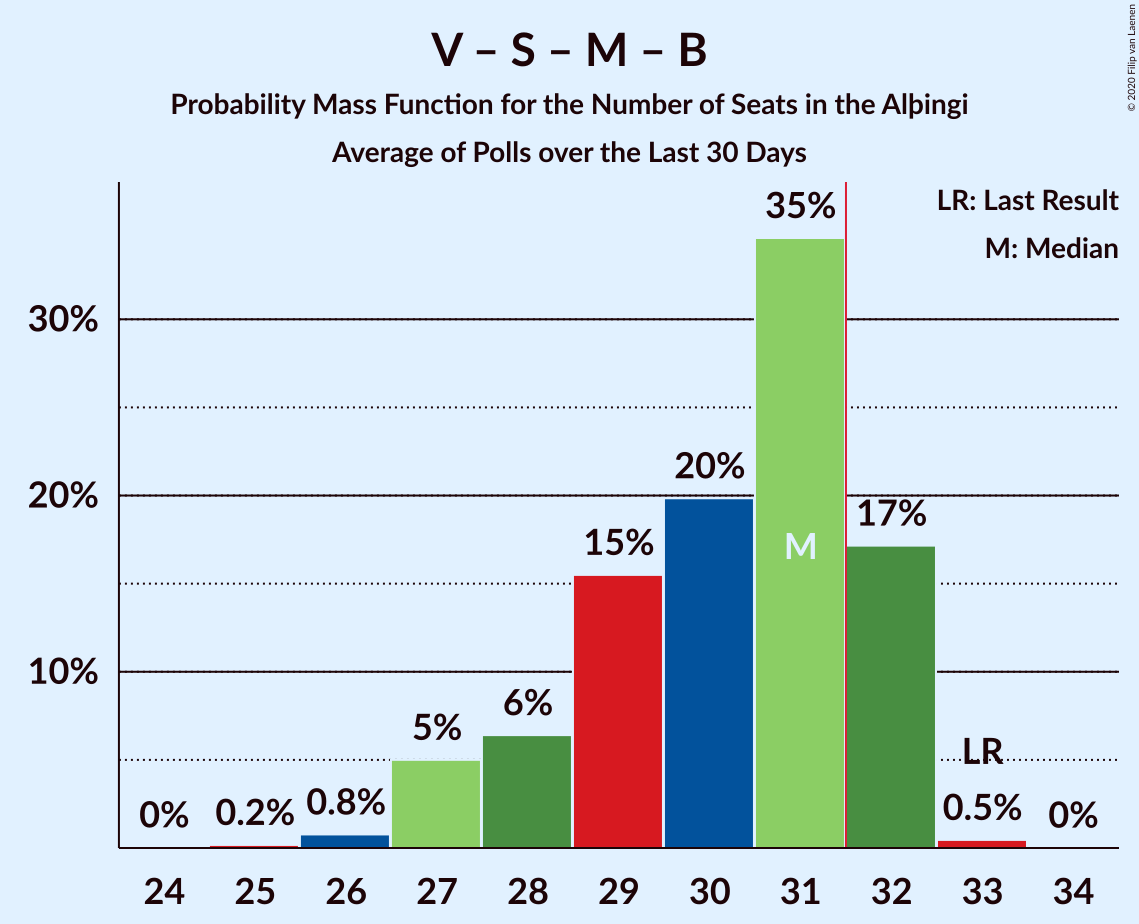 V – S – M – B
Probability Mass Function for the Number of Seats in the Alþingi
Average of Polls over the Last 30 Days
© 2020 Filip van Laenen
LR: Last Result
M: Median
30%
20%
10%
0%
0.2%
0.8%
5%
6%
15%
20%
35%
M
17%
LR
0.5%
0%
24 25 26 27 28 29 30 31 32 33 34